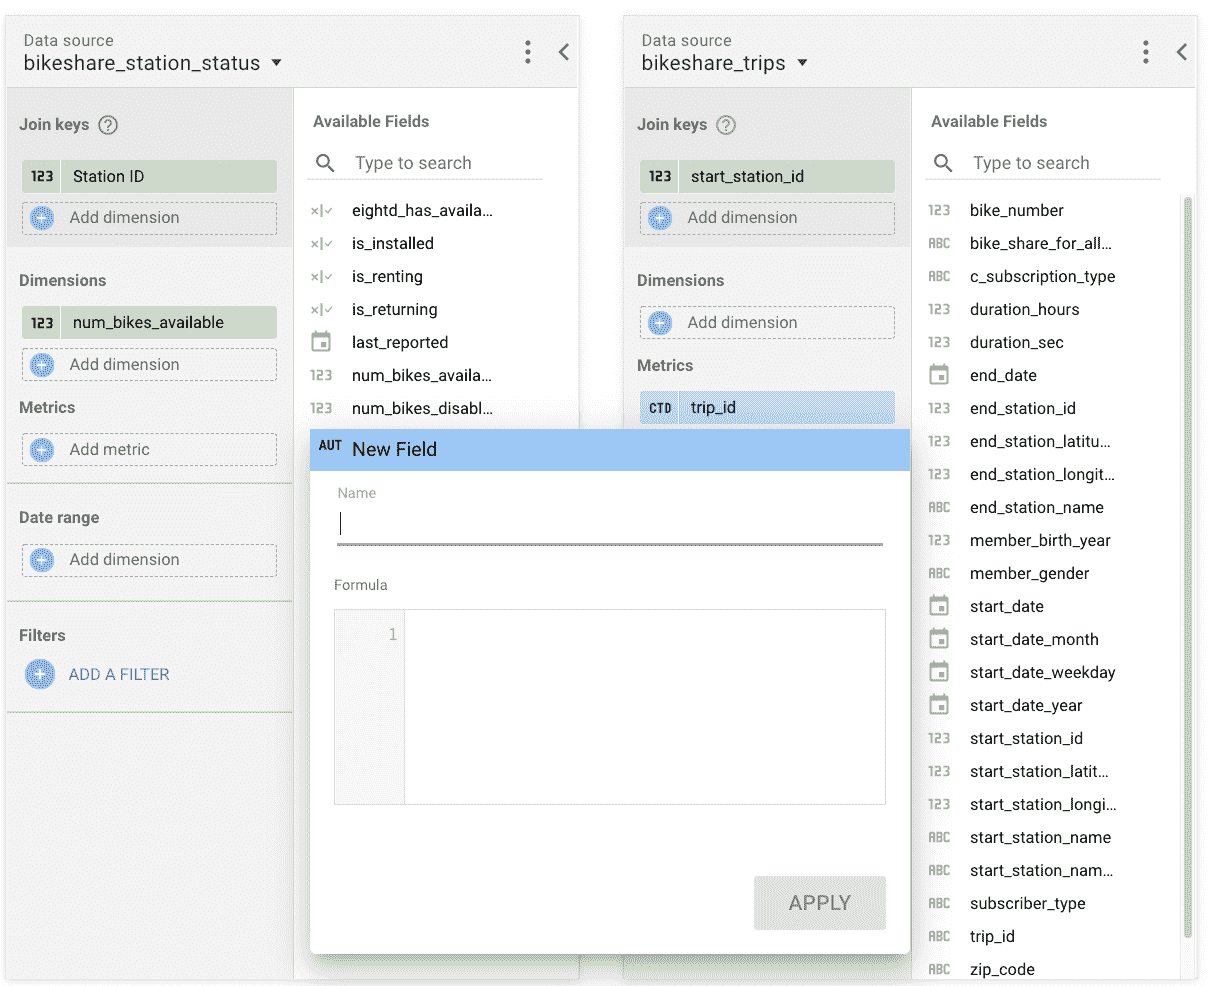 Data source
bikeshare_station_status
Join keys
123 Station ID
Add dimension
Dimensions
123 num_bikes_available
Add dimension
Metrics
Add metric
Date range
Add dimension
Filters
ADD A FILTER
Available Fields
Type to search
eightd_has_availa...
is_installed
is_renting
is_returning
last_reported
123 num_bikes_availa...
123 num_bikes_disabl...
Data source
bikeshare_trips
Join keys
123 start_station_id
Add dimension
Dimensions
Add dimension
Metrics
CTD trip_id
Available Fields
Type to search
123 bike_number
ABC bike_share_for_all...
ABC c_subscription_type
123 duration_hours
123 duration_sec
end_date
123 end_station_id
123 end_station_latitu...
123 end_station_longit...
ABC end_station_name
123 member_birth_year
ABC member_gender
start_date
start_date_month
start_date_weekday
start_date_year
123 start_station_id
123 start_station_latit...
123 start_station_longi...
ABC start_station_name
ABC start_station_nam...
ABC subscriber_type
ABC trip_id
ABC zip_code
AUT New Field
Name
Formula
1
APPLY